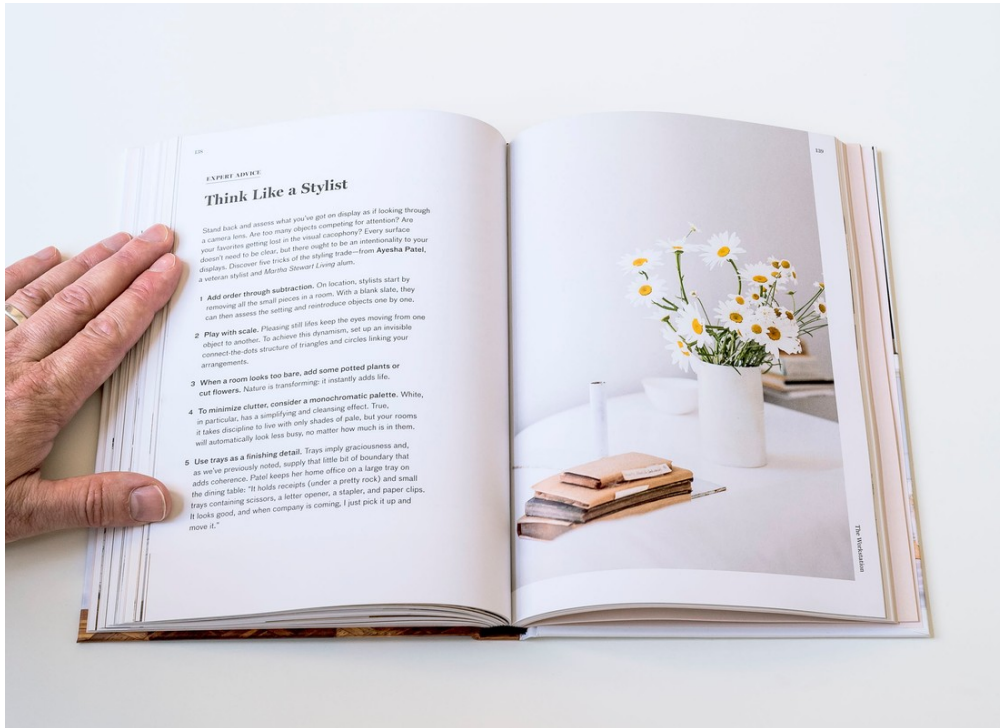 EXPERT ADVICE
Think Like a Stylist
Stand back and assess what you've got on display as if looking through
a camera lens. Are too many objects competing for attention? Are
your favorites getting lost in the visual cacophony? Every surface
doesn't need to be clear, but there ought to be an intentionality to your
displays. Discover five tricks of the styling trade—from Ayesha Patel,
a veteran stylist and Martha Stewart Living alum.
1 Add order through subtraction. On location, stylists start by
removing all the small pieces in a room. With a blank slate, they
can then assess the setting and reintroduce objects one by one.
2 Play with scale. Pleasing still lifes keep the eyes moving from one
object to another. To achieve this dynamism, set up an invisible
connect-the-dots structure of triangles and circles linking your
arrangements.
3 When a room looks too bare, add some potted plants or
cut flowers. Nature is transforming: it instantly adds life.
4 To minimize clutter, consider a monochromatic palette. White,
in particular, has a simplifying and cleansing effect. True,
it takes discipline to live with only shades of pale, but your rooms
will automatically look less busy, no matter how much is in them.
5 Use trays as a finishing detail. Trays imply graciousness and,
as we've previously noted, supply that little bit of boundary that
adds coherence. Patel keeps her home office on a large tray on
the dining table: "It holds receipts (under a pretty rock) and small
trays containing scissors, a letter opener, a stapler, and paper clips.
It looks good, and when company is coming, I just pick it up and
move it."
The Workstation